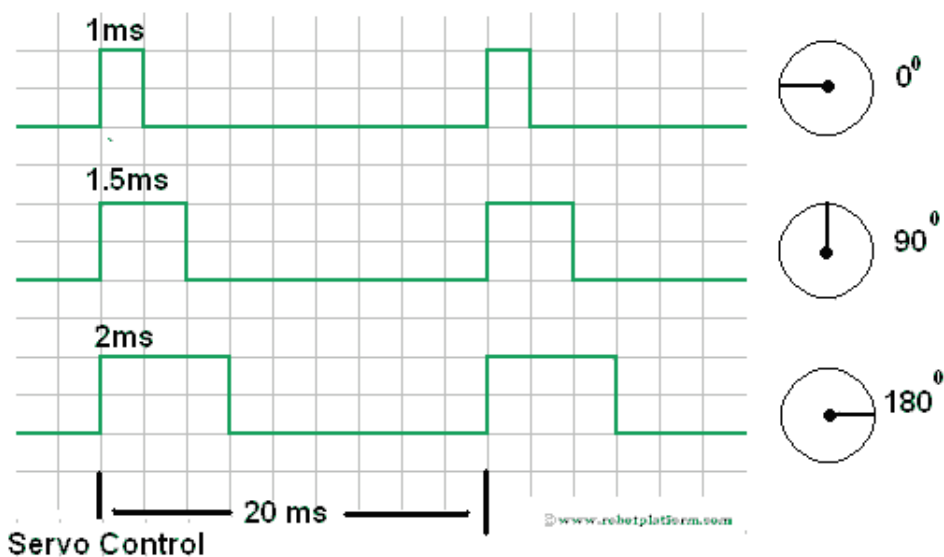 1ms
0⁰
1.5ms
90⁰
2ms
180⁰
20 ms
©www.robotplatform.com
Servo Control